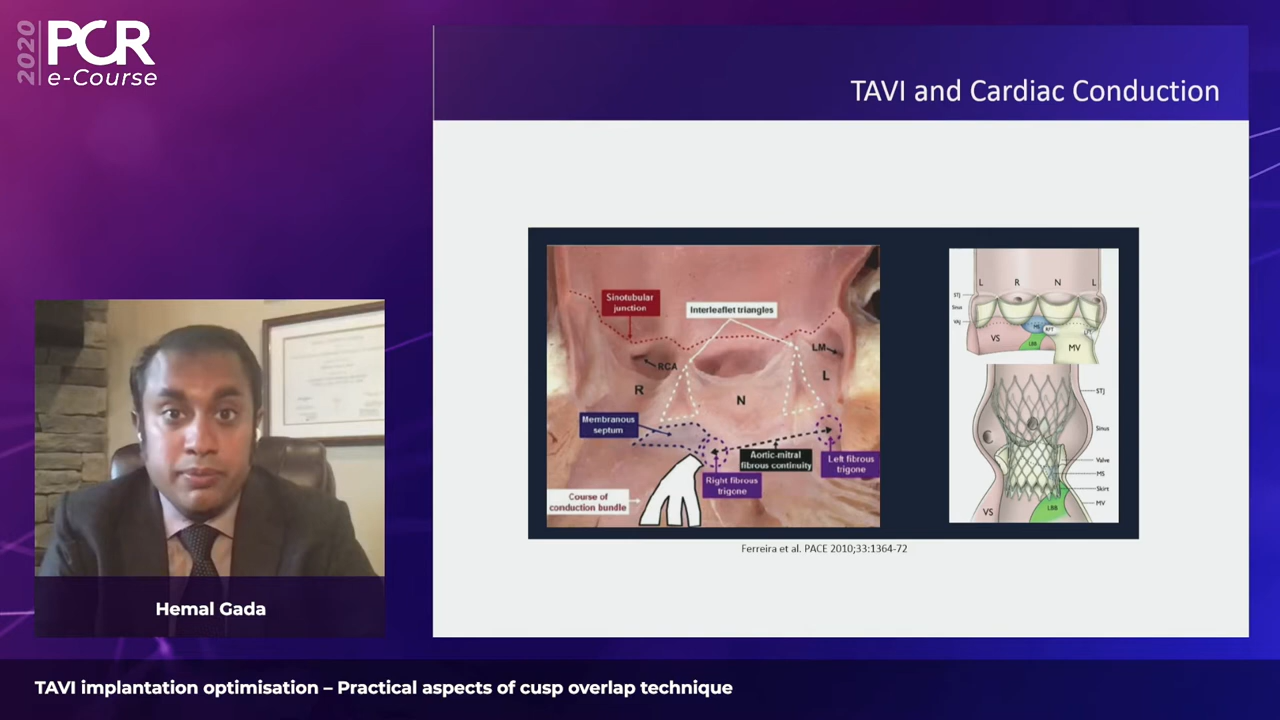 2020
PCR
e-Course
TAVI and Cardiac Conduction
Sinotubular
junction
Interleaflet triangles
RCA
LM
R
N
L
Membranous
septum
Aortic-mitral
fibrous continuity
Left fibrous
trigone
Right fibrous
trigone
Course of
conduction bundle
L R N L
STJ
Sinus
VAJ
VS
MS
LBB
MV
STJ
Sinus
Valve
MS
Skirt
MV
VS
LBB
Ferreira et al. PACE 2010;33:1364-72
Hemal Gada
TAVI implantation optimisation – Practical aspects of cusp overlap technique